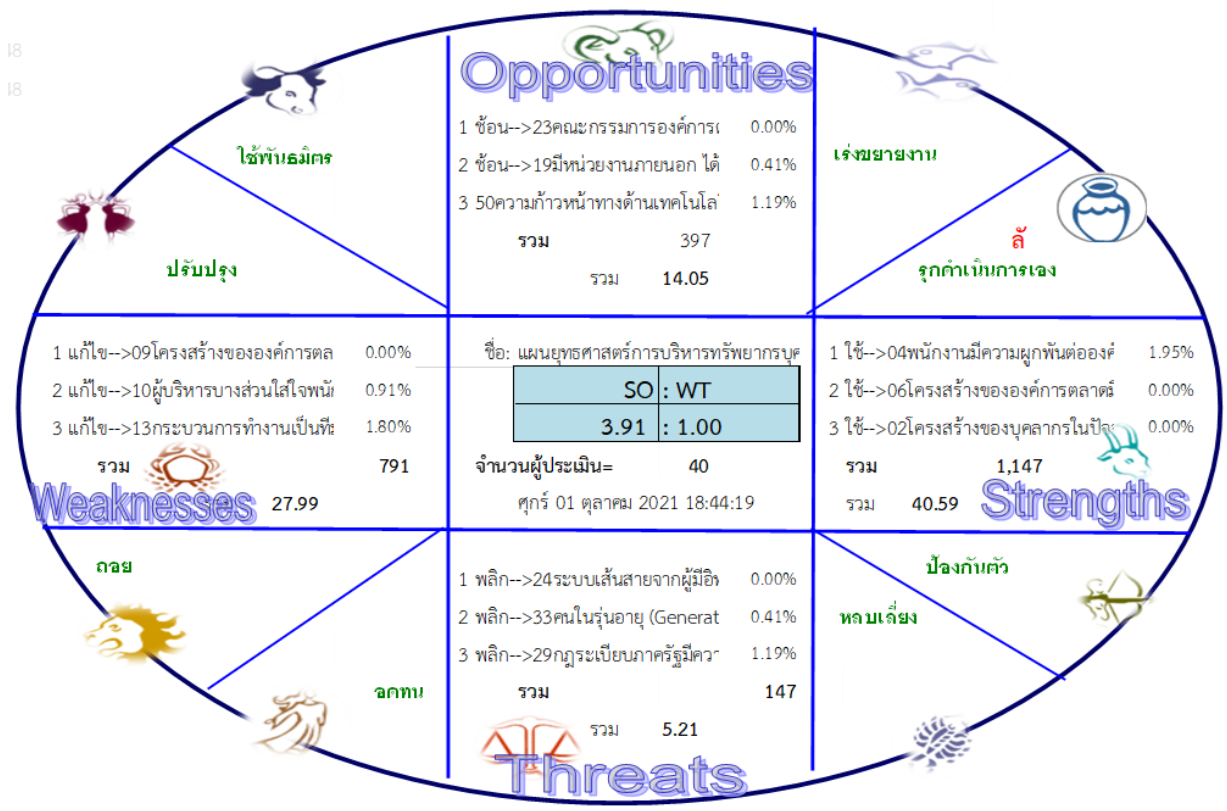 48
48
Opportunities
1 ช้อน-->23คณะกรรมการองค์การ 0.00%
2 ช้อน-->19มีหน่วยงานภายนอก ได้ 0.41%
3 50ความก้าวหน้าทางด้านเทคโนโล 1.19%
รวม 397
รวม 14.05
ใช้พันธมิตร
ปรับปรุง
เร่งขยายงาน
ลั
รุกดำเนินการเอง
1 แก้ไข-->09โครงสร้างขององค์การตล 0.00%
2 แก้ไข-->10ผู้บริหารบางส่วนใส่ใจพนั 0.91%
3 แก้ไข-->13กระบวนการทำงานเป็นที 1.80%
รวม 791
Weaknesses 27.99
ชื่อ: แผนยุทธศาสตร์การบริหารทรัพยากรบุค
SO : WT
3.91 : 1.00
จำนวนผู้ประเมิน= 40
ศุกร์ 01 ตุลาคม 2021 18:44:19
1 ใช้-->04พนักงานมีความผูกพันต่อองค์ 1.95%
2 ใช้-->06โครงสร้างขององค์การตลาดมี 0.00%
3 ใช้-->02โครงสร้างของบุคลากรในปัจ 0.00%
รวม 1,147
รวม 40.59 Strengths
ถอย
อดทน
1 พลิก-->24ระบบเส้นสายจากผู้มีอิท 0.00%
2 พลิก-->33คนในรุ่นอายุ (Generat 0.41%
3 พลิก-->29กฎระเบียบภาครัฐมีควา 1.19%
รวม 147
รวม 5.21
Threats
ป้องกันตัว
หลบเลี่ยง